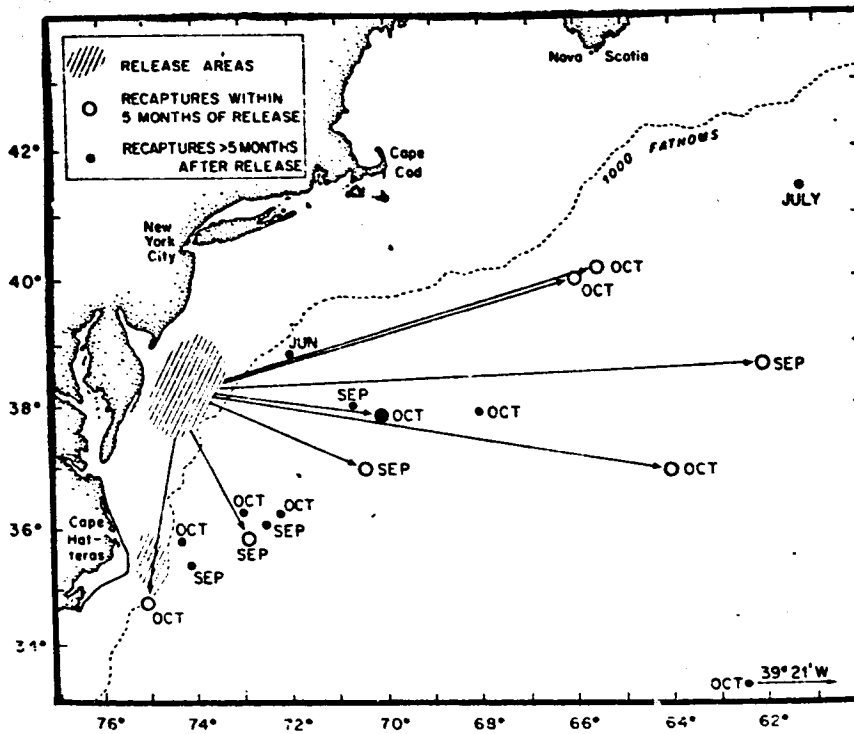 RELEASE AREAS
RECAPTURES WITHIN
5 MONTHS OF RELEASE
RECAPTURES >5 MONTHS
AFTER RELEASE
Nova Scotia
1000 FATHOMS
Cape
Cod
New
York
City
JULY
OCT
OCT
JUN
SEP
SEP
OCT
OCT
SEP
OCT
OCT
OCT
SEP
SEP
OCT
SEP
OCT
Cape
Hat-
teras
OCT
39° 21' W
42°
40°
38°
36°
34°
76°
74°
72°
70°
68°
66°
64°
62°